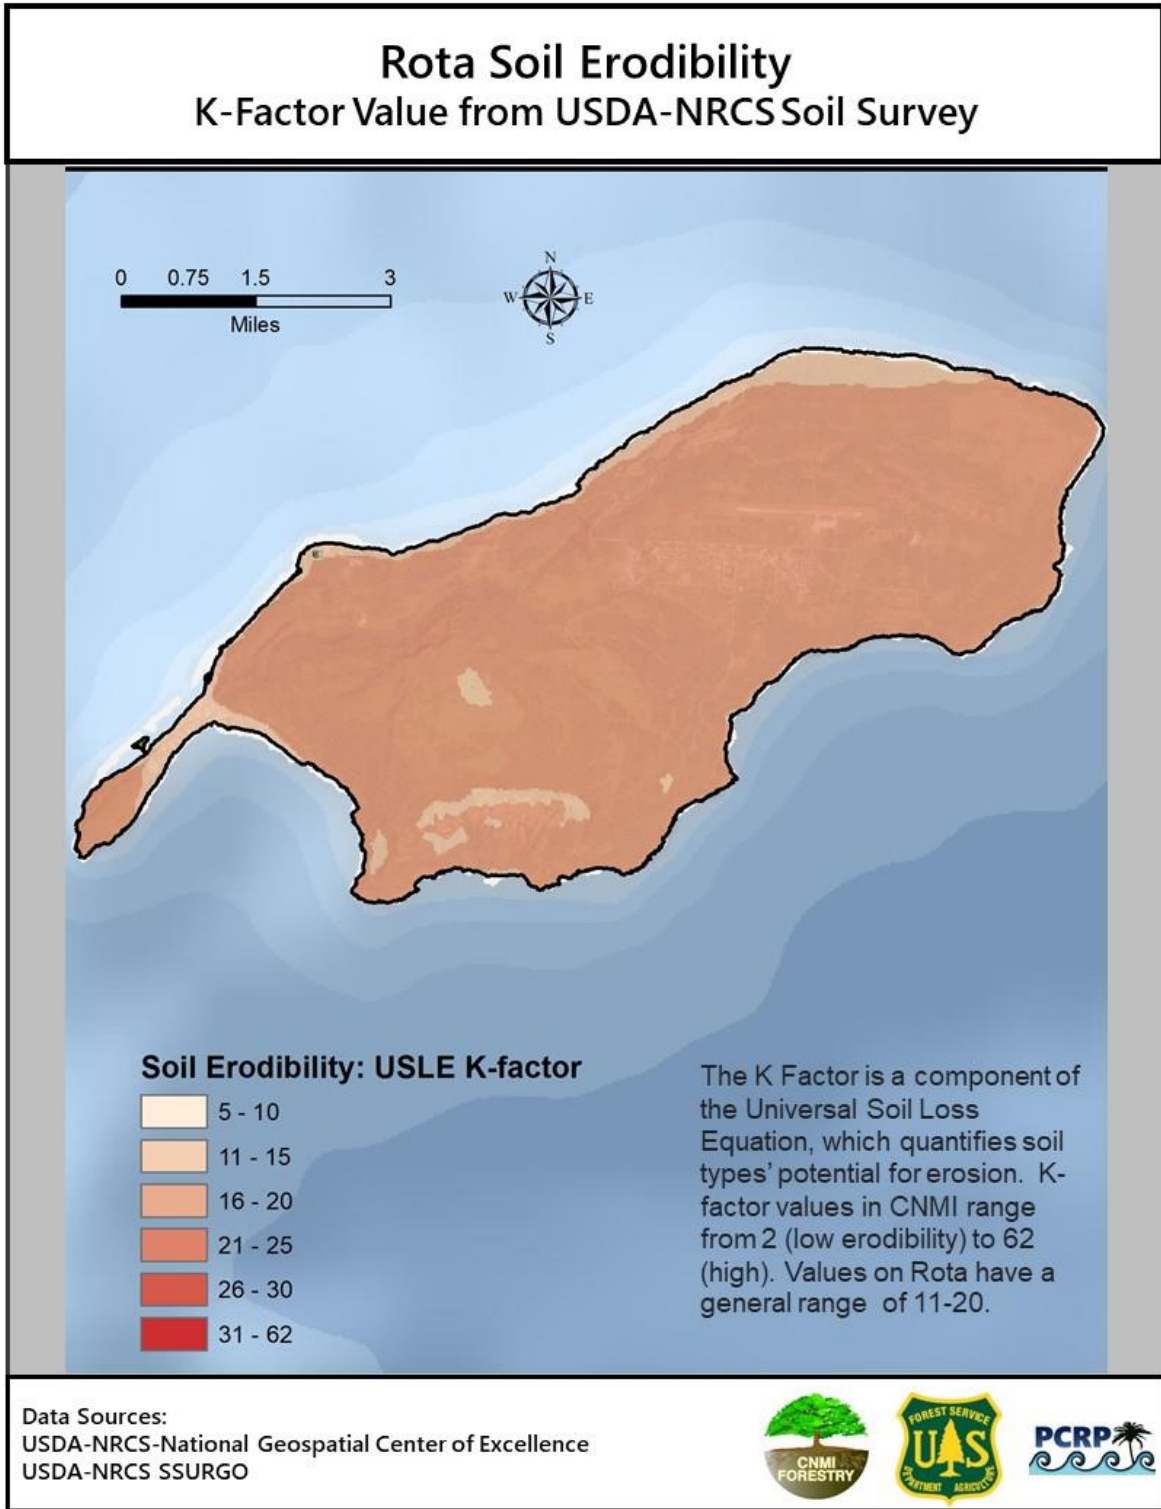 Rota Soil Erodibility
K-Factor Value from USDA-NRCS Soil Survey
0 0.75 1.5 3
Miles
N
W E
S
Soil Erodibility: USLE K-factor
5 - 10
11 - 15
16 - 20
21 - 25
26 - 30
31 - 62
The K Factor is a component of
the Universal Soil Loss
Equation, which quantifies soil
types' potential for erosion. K-
factor values in CNMI range
from 2 (low erodibility) to 62
(high). Values on Rota have a
general range of 11-20.
Data Sources:
USDA-NRCS-National Geospatial Center of Excellence
USDA-NRCS SSURGO
CNMI
FORESTRY
FOREST SERVICE
UAS
DEPARTMENT AGRICULTURE
PCRP